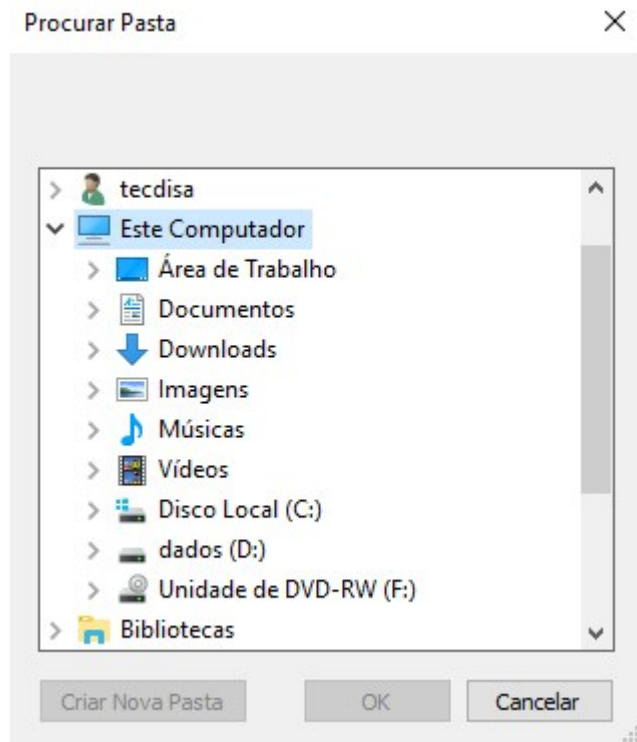 Procurar Pasta
tecdisa
Este Computador
Área de Trabalho
Documentos
Downloads
Imagens
Músicas
Vídeos
Disco Local (C:)
dados (D:)
Unidade de DVD-RW (F:)
Bibliotecas
Criar Nova Pasta OK Cancelar